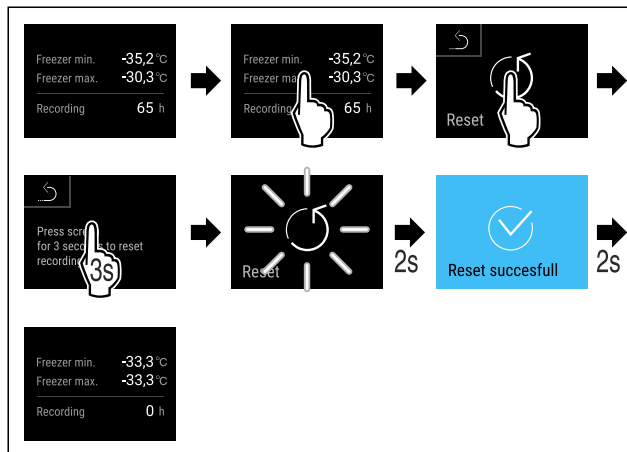 Freezer min. -35,2 °C
Freezer max. -30,3 °C
Recording 65 h
Freezer min. -35,2 °C
Freezer ma -30,3 °C
Recording 65 h
Reset
Press scre
for 3 seconds to reset
recording
3s
Reset
2s
Reset succesfull
2s
Freezer min. -33,3 °C
Freezer max. -33,3 °C
Recording 0 h